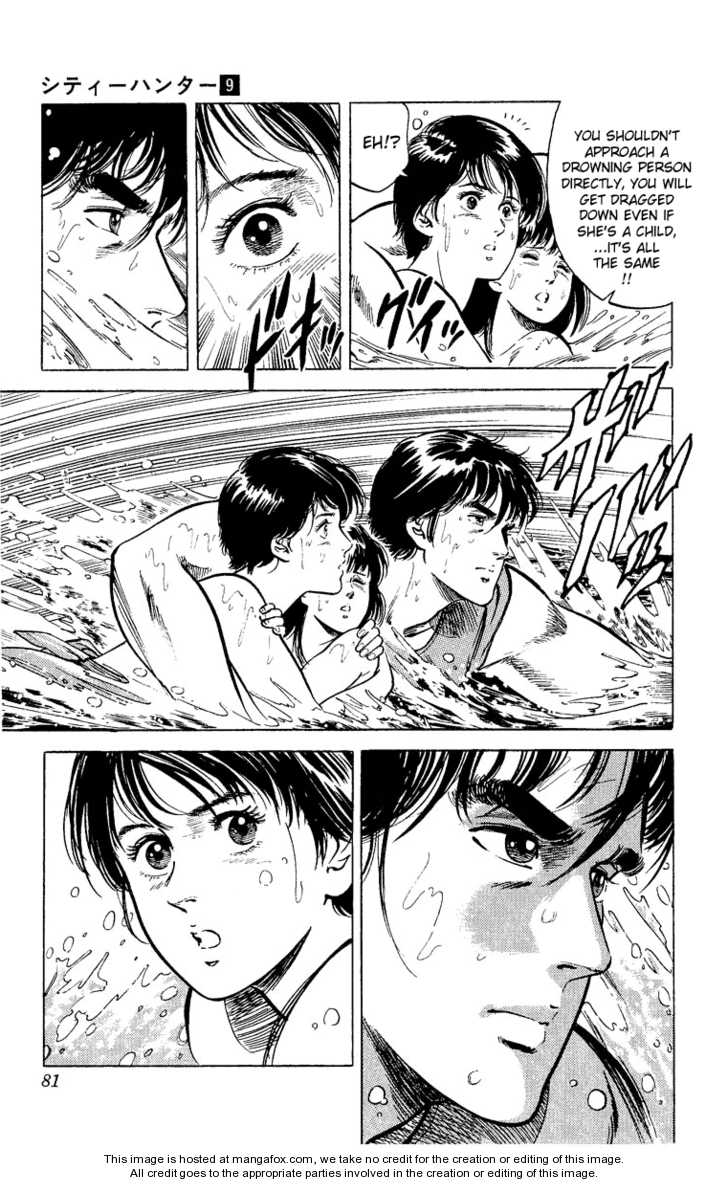 シティーハンター9
YOU SHOULDN'T
APPROACH A
DROWNING PERSON
DIRECTLY, YOU WILL
GET DRAGGED
DOWN EVEN IF
SHE'S A CHILD,
...IT'S ALL
THE SAME
!!
EH!?
グイッ
ドキッ
ザババッ
81
This image is hosted at mangafox.com, we take no credit for the creation or editing of this image.
All credit goes to the appropriate parties involved in the creation or editing of this image.